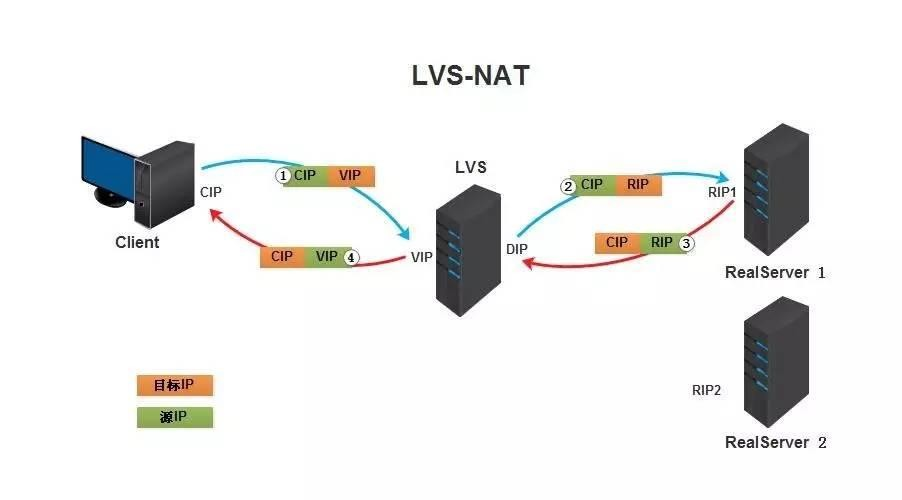 LVS-NAT
LVS
① CIP VIP
② CIP RIP
CIP
RIP1
Client
CIP RIP ③
CIP VIP ④
VIP
DIP
RealServer 1
目标IP
源IP
RIP2
RealServer 2